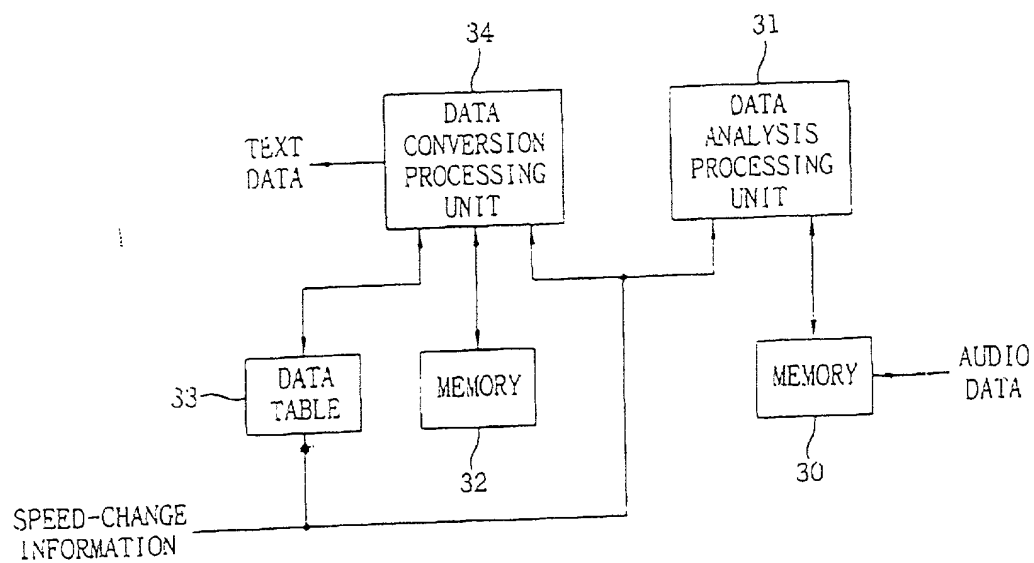 34
31
DATA
CONVERSION
PROCESSING
UNIT
DATA
ANALYSIS
PROCESSING
UNIT
TEXT
DATA
33
DATA
TABLE
MEMORY
32
MEMORY
30
AUDIO
DATA
SPEED-CHANGE
INFORMATION